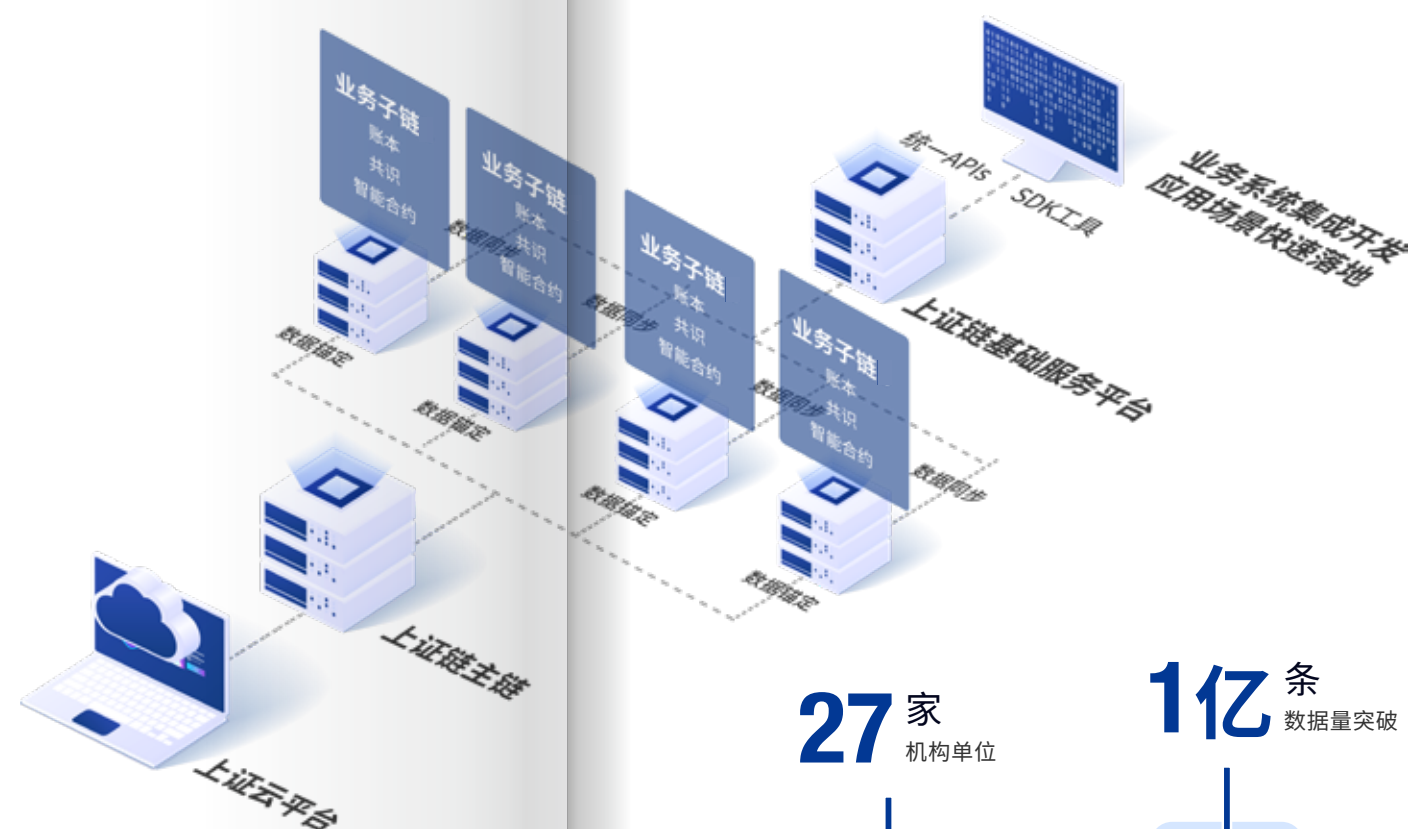 业务子链
账本
共识
智能合约
数据同步
数据锚定
业务子链
账本
共识
智能合约
数据同步
数据锚定
业务子链
账本
共识
智能合约
数据同步
数据锚定
业务子链
账本
共识
智能合约
数据同步
数据锚定
统一APIs
SDK工具
业务系统集成开发
应用场景快速落地
上证链基础服务平台
上证链主链
上证云平台
27 家
机构单位
1亿 条
数据量突破